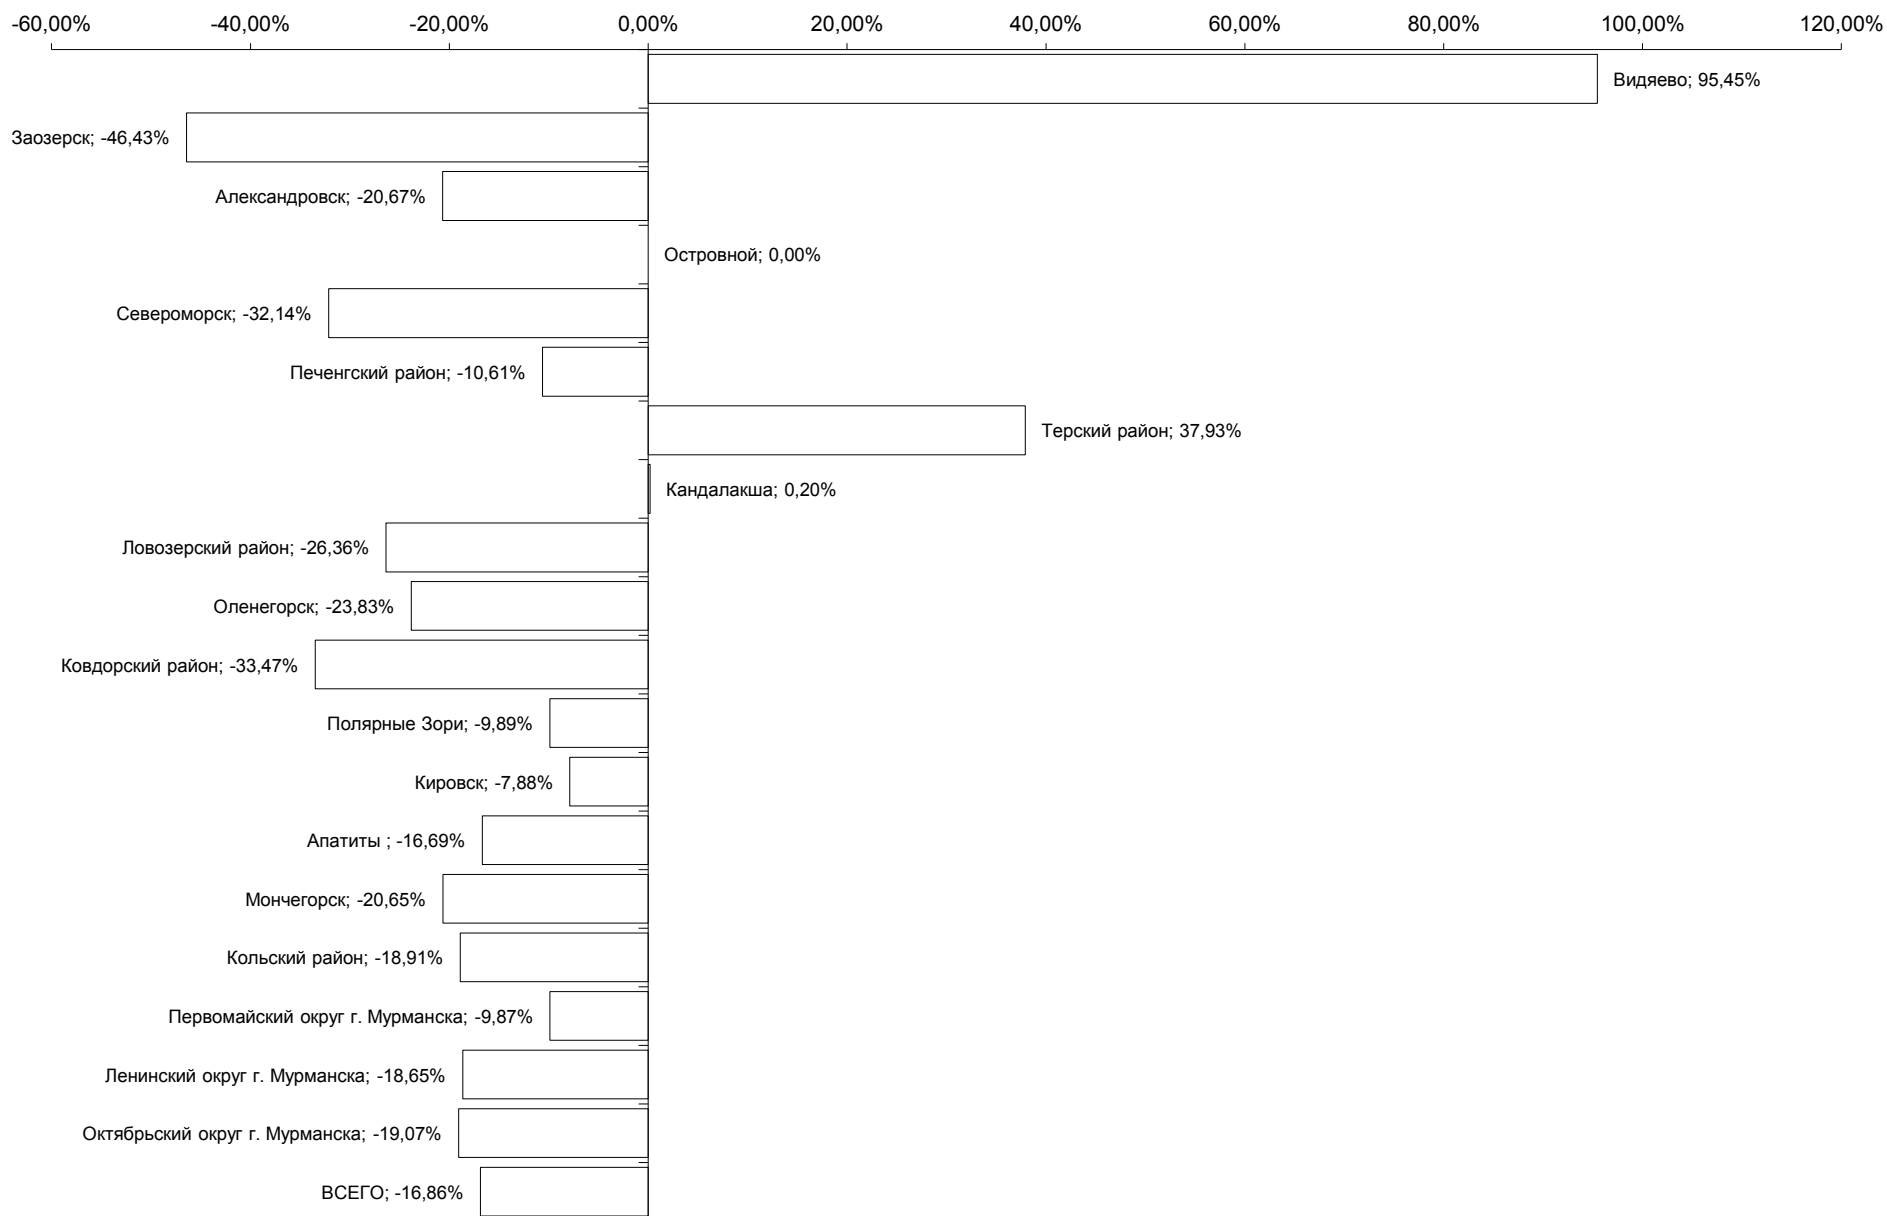 -60,00% -40,00% -20,00% 0,00% 20,00% 40,00% 60,00% 80,00% 100,00% 120,00%
Видяево; 95,45%
Заозерск; -46,43%
Александровск; -20,67%
Островной; 0,00%
Североморск; -32,14%
Печенгский район; -10,61%
Терский район; 37,93%
Кандалакша; 0,20%
Ловозерский район; -26,36%
Оленегорск; -23,83%
Ковдорский район; -33,47%
Полярные Зори; -9,89%
Кировск; -7,88%
Апатиты ; -16,69%
Мончегорск; -20,65%
Кольский район; -18,91%
Первомайский округ г. Мурманска; -9,87%
Ленинский округ г. Мурманска; -18,65%
Октябрьский округ г. Мурманска; -19,07%
ВСЕГО; -16,86%